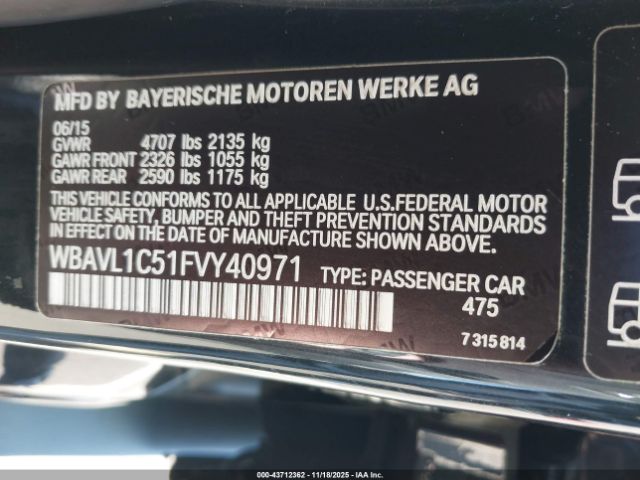 MFD BY BAYERISCHE MOTOREN WERKE AG
06/15
GVWR 4707 lbs 2135 kg
GAWR FRONT 2326 lbs 1055 kg
GAWR REAR 2590 lbs 1175 kg
THIS VEHICLE CONFORMS TO ALL APPLICABLE U.S.FEDERAL MOTOR
VEHICLE SAFETY, BUMPER AND THEFT PREVENTION STANDARDS
IN EFFECT ON THE DATE OF MANUFACTURE SHOWN ABOVE.
WBAVL1C51FVY40971 TYPE: PASSENGER CAR
475
7 315 814
000-43712362 - 11/18/2025 - IAA Inc.